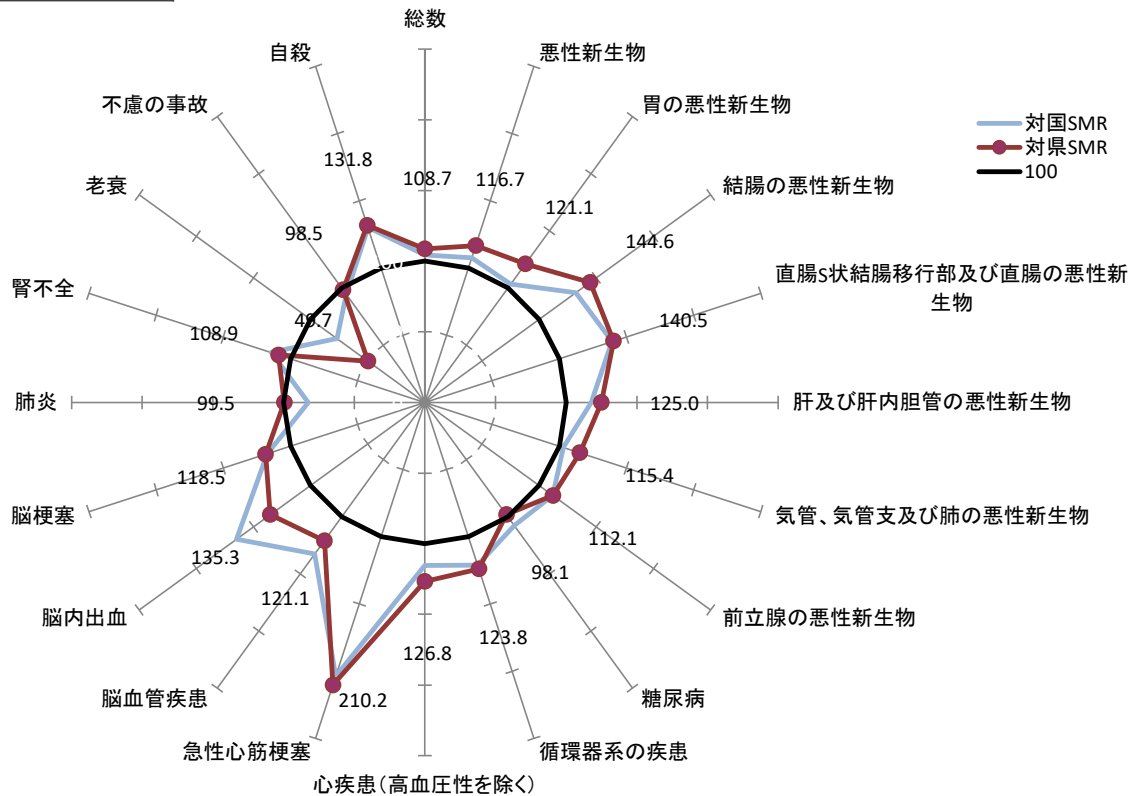 総数
自殺
悪性新生物
不慮の事故
胃の悪性新生物
対国SMR
対県SMR
100
131.8
108.7
116.7
老衰
121.1
結腸の悪性新生物
98.5
144.6
腎不全
49.7
直腸S状結腸移行部及び直腸の悪性新
生物
108.9
140.5
肺炎
99.5
125.0
肝及び肝内胆管の悪性新生物
118.5
115.4
脳梗塞
気管、気管支及び肺の悪性新生物
135.3
112.1
脳内出血
121.1
98.1
前立腺の悪性新生物
126.8
123.8
脳血管疾患
210.2
糖尿病
急性心筋梗塞
循環器系の疾患
心疾患(高血圧性を除く)